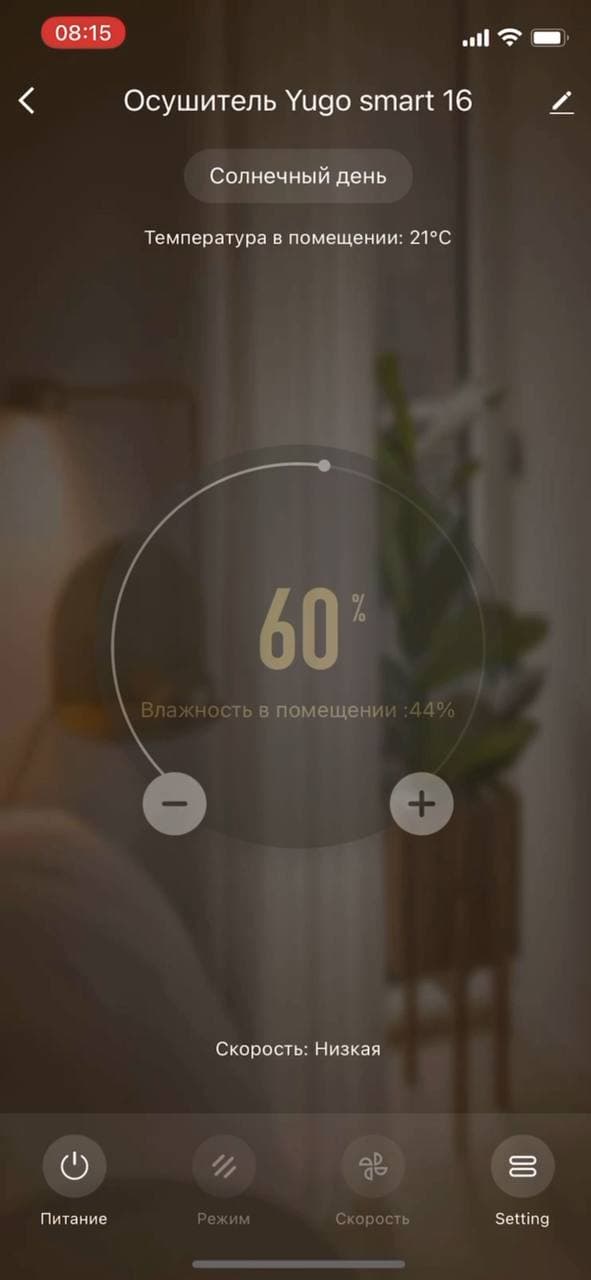 08:15
Осушитель Yugo smart 16
Солнечный день
Температура в помещении: 21°C
60 %
Влажность в помещении :44%
Скорость: Низкая
Питание
Режим
Скорость
Setting